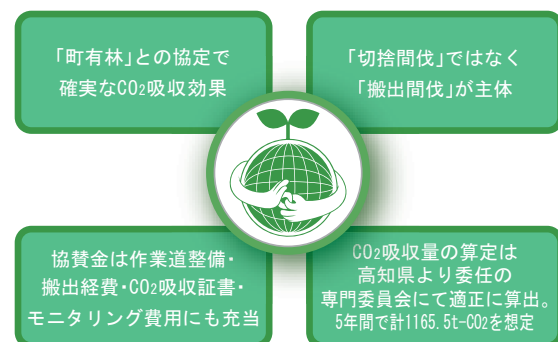 「町有林」との協定で
確実なCO2吸収効果
「切捨間伐」ではなく
「搬出間伐」が主体
協賛金は作業道整備・
搬出経費・CO2吸収証書・
モニタリング費用にも充当
CO2吸収量の算定は
高知県より委任の
専門委員会にて適正に算出。
5年間で計1165.5t-CO2を想定